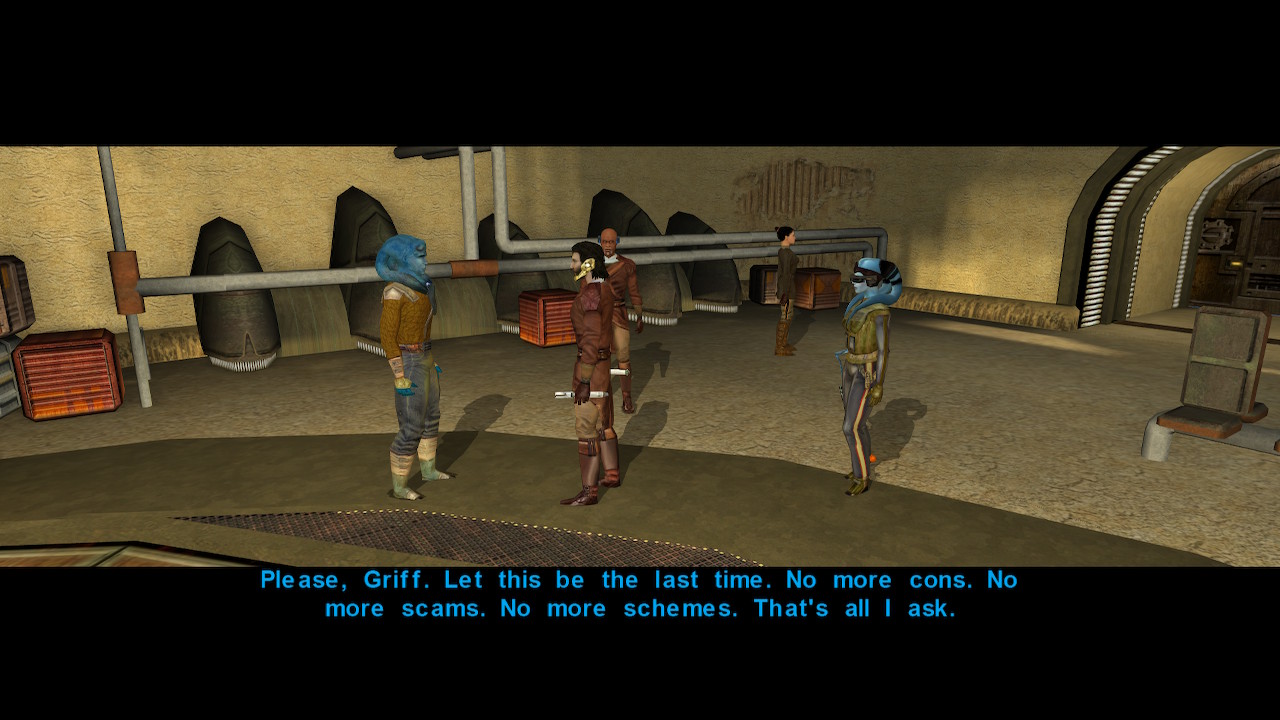 Please, Griff. Let this be the last time. No more cons. No
more scams. No more schemes. That's all I ask.